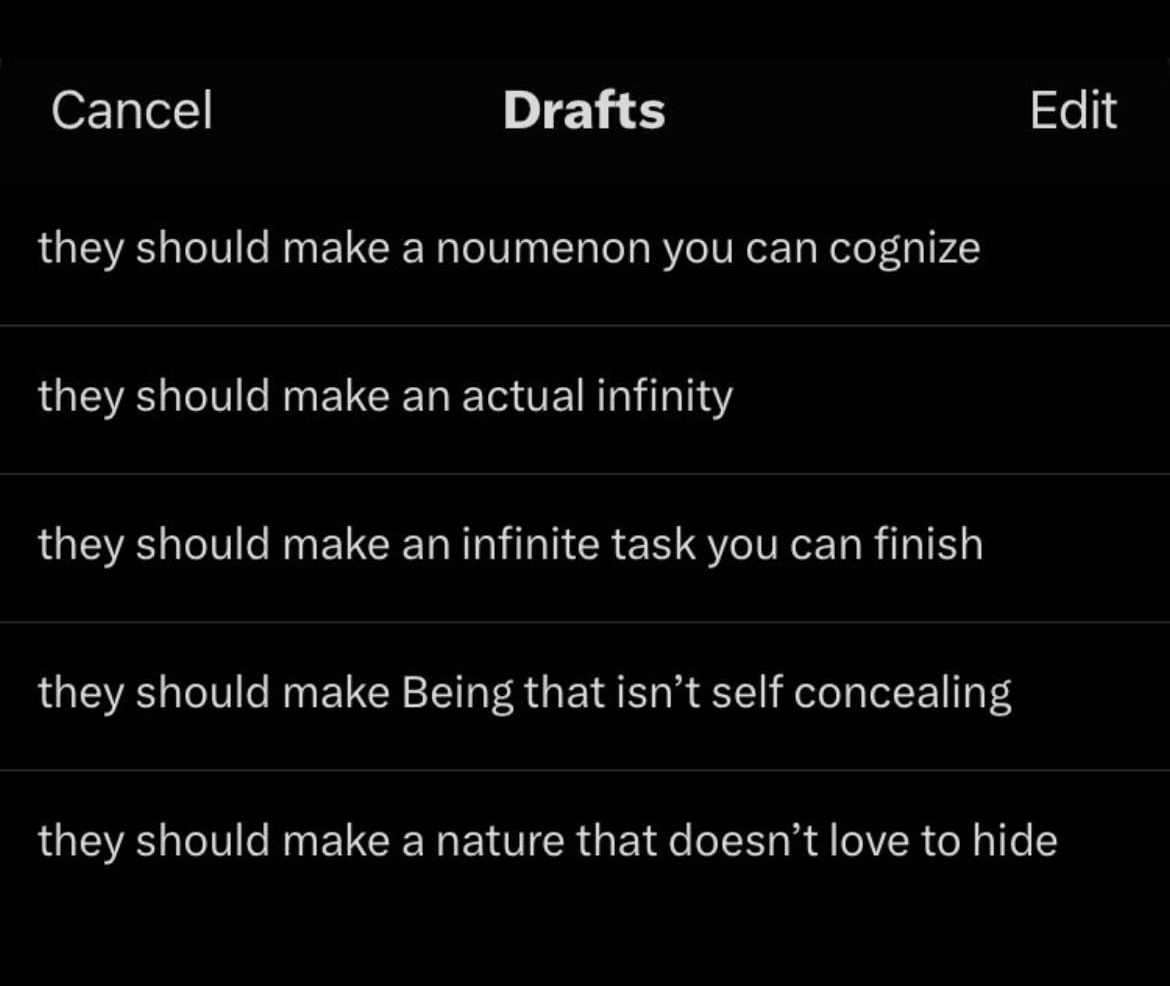 Cancel Drafts Edit
they should make a noumenon you can cognize
they should make an actual infinity
they should make an infinite task you can finish
they should make Being that isn’t self concealing
they should make a nature that doesn’t love to hide